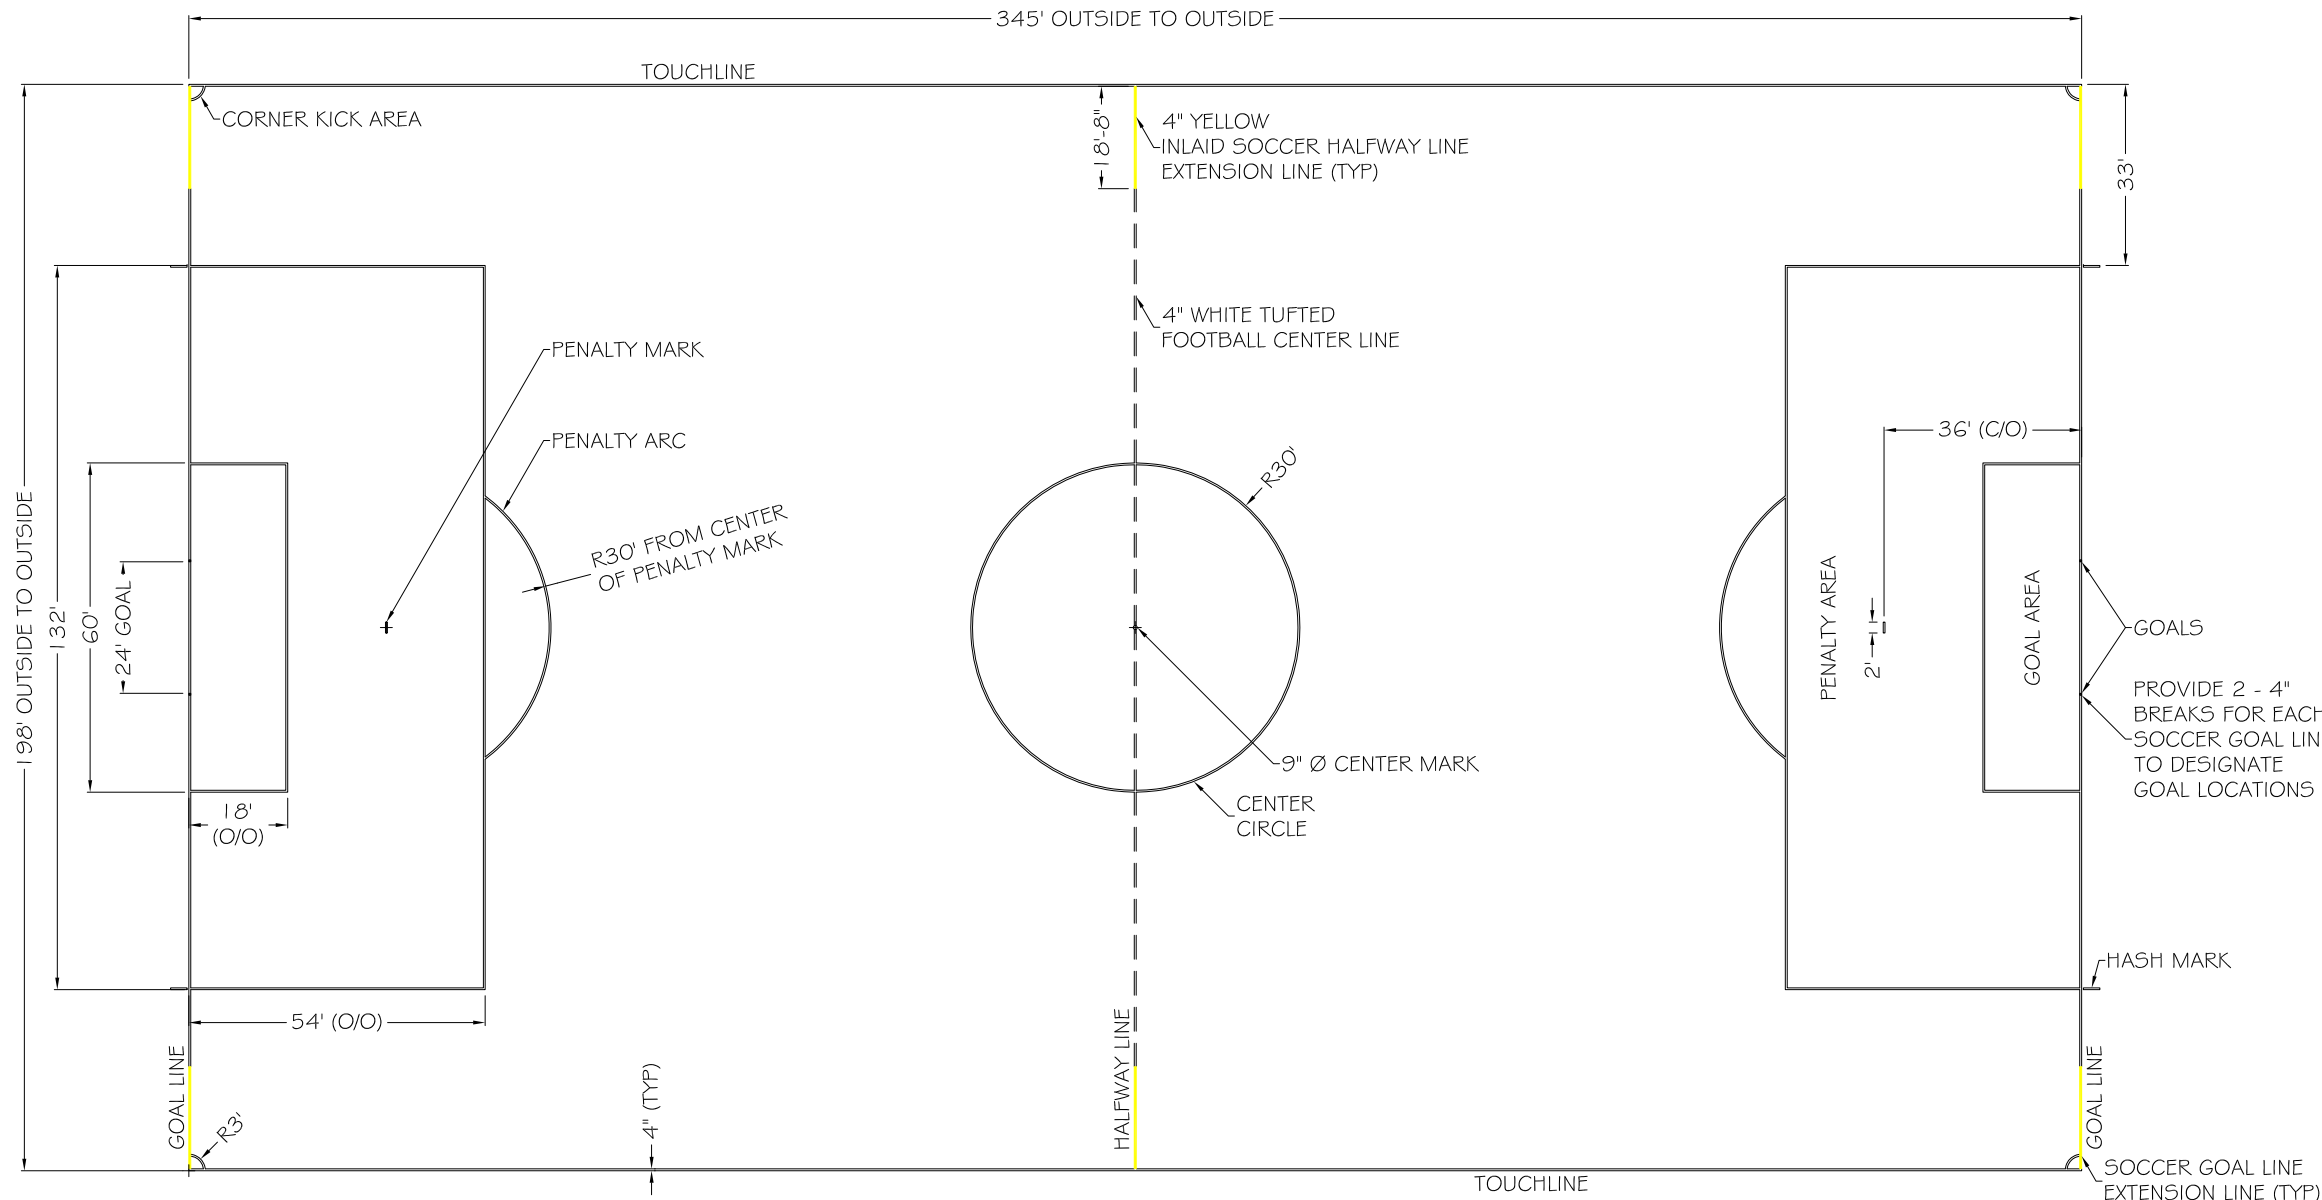 345' OUTSIDE TO OUTSIDE
TOUCHLINE
CORNER KICK AREA
18'-8"
4" YELLOW
INLAID SOCCER HALFWAY LINE
EXTENSION LINE (TYP)
33'
4" WHITE TUFTED
FOOTBALL CENTER LINE
PENALTY MARK
PENALTY ARC
36' (C/O)
R30'
R30' FROM CENTER
OF PENALTY MARK
198' OUTSIDE TO OUTSIDE
132'
60'
24' GOAL
PENALTY AREA
2'
GOAL AREA
GOALS
PROVIDE 2 - 4"
BREAKS FOR EACH
SOCCER GOAL LIN
TO DESIGNATE
GOAL LOCATIONS
9" Ø CENTER MARK
CENTER
CIRCLE
18'
(O/O)
HASH MARK
54' (O/O)
GOAL LINE
R3'
4" (TYP)
HALFWAY LINE
GOAL LINE
TOUCHLINE
SOCCER GOAL LINE
EXTENSION LINE (TYP)